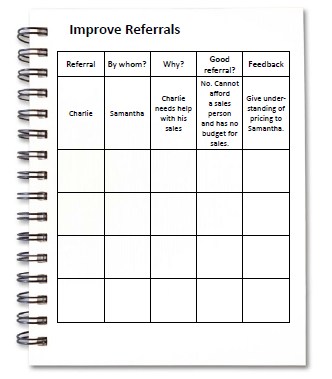 Improve Referrals
Referral
By whom?
Why?
Good
referral?
Feedback
Charlie
Samantha
Charlie
needs help
with his
sales
No. Cannot
afford
a sales
person
and has no
budget for
sales.
Give under-
standing of
pricing to
Samantha.